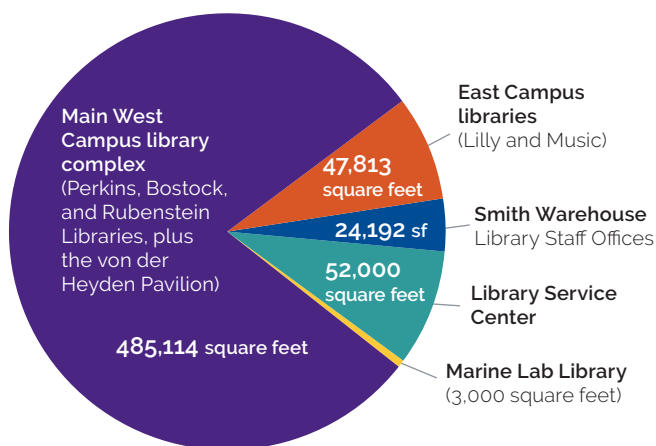 Main West
Campus library
complex
(Perkins, Bostock,
and Rubenstein
Libraries, plus
the von der
Heyden Pavilion)
485,114 square feet
East Campus
libraries
(Lilly and Music)
47,813
square feet
Smith Warehouse
Library Staff Offices
24,192 sf
Library Service
Center
52,000
square feet
Marine Lab Library
(3,000 square feet)